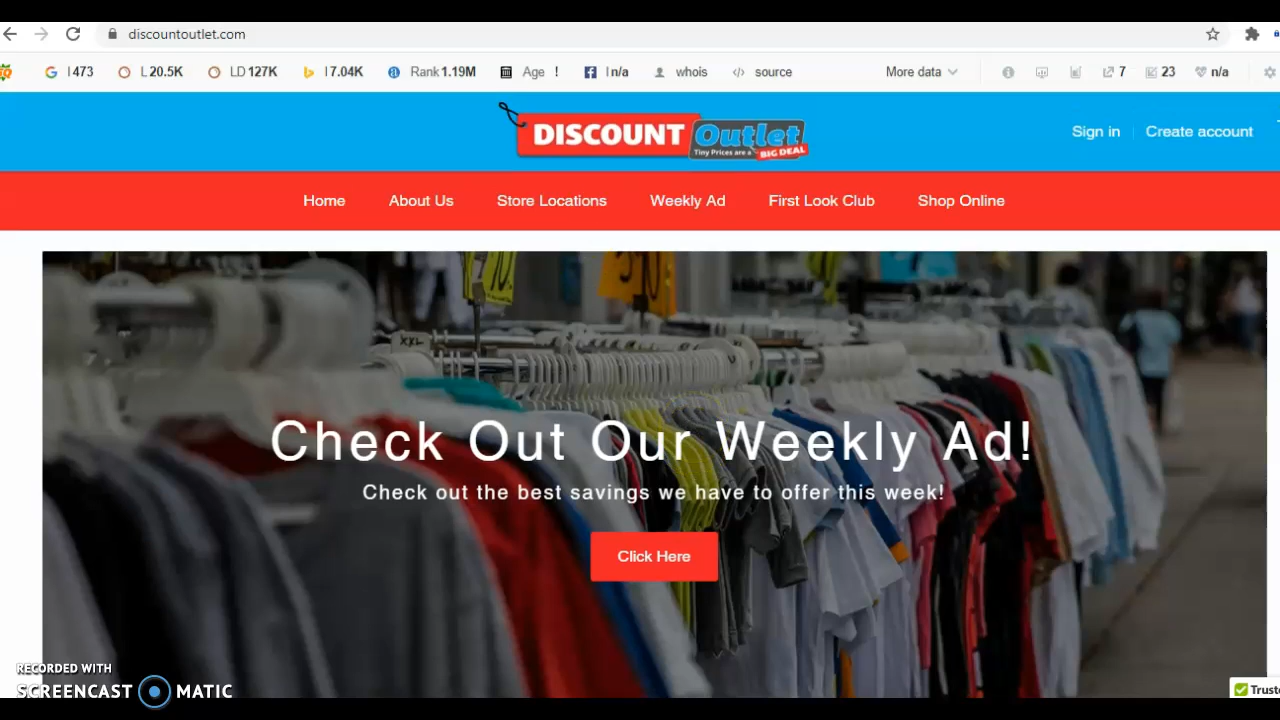 discountoutlet.com
I 473 L 20.5K LD 127K I 7.04K Rank 1.19M Age ! I n/a whois source More data 7 23 n/a
DISCOUNT Outlet
Tiny Prices are a BIG DEAL
Sign in Create account
Home About Us Store Locations Weekly Ad First Look Club Shop Online
XXL
Check Out Our Weekly Ad!
Check out the best savings we have to offer this week!
Click Here
RECORDED WITH
SCREENCAST MATIC
Truste